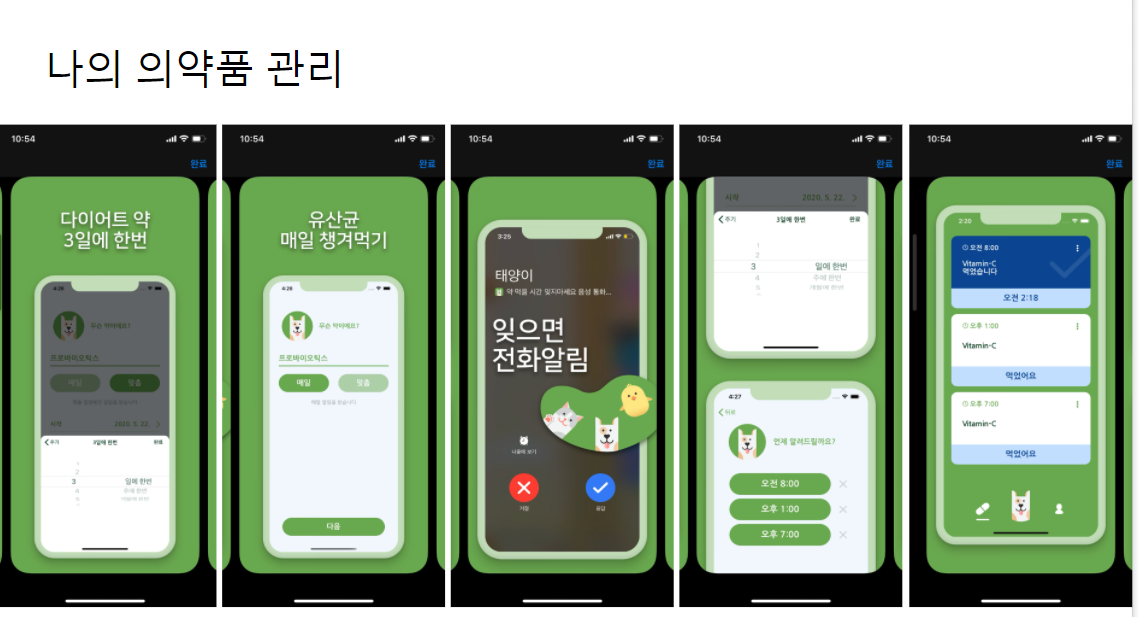 나의 의약품 관리
10:54
완료
다이어트 약
3일에 한번
4:26
무슨 약이에요?
프로바이오틱스
매일
맞춤
시작
2020. 5. 22.
주기
3일에 한번
완료
1
2
3
일에 한번
4
주에 한번
5
개월에 한번
10:54
완료
유산균
매일 챙겨먹기
4:26
무슨 약이에요?
프로바이오틱스
매일
맞춤
매일 알림을 받습니다
다음
10:54
완료
3:25
태양이
약 먹을 시간 잊지마세요 음성 통화...
잊으면
전화알림
나중에 보기
거절
응답
10:54
완료
시작
2020. 5. 22.
주기
3일에 한번
완료
1
2
3
일에 한번
4
주에 한번
5
개월에 한번
4:27
뒤로
언제 알려드릴까요?
오전 8:00
오후 1:00
오후 7:00
10:54
완료
2:20
오전 8:00
Vitamin-C
먹었습니다
오전 2:18
오후 1:00
Vitamin-C
먹었어요
오후 7:00
Vitamin-C
먹었어요